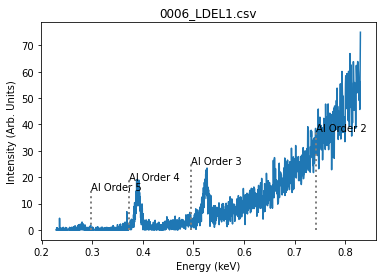 0006_LDEL1.csv
Intensity (Arb. Units)
70
60
50
40
30
20
10
0
Al Order 5
Al Order 4
Al Order 3
Al Order 2
0.2
0.3
0.4
0.5
0.6
0.7
0.8
Energy (keV)